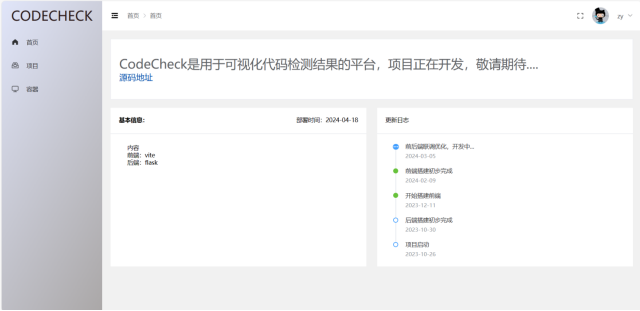 CODECHECK
首页
项目
容器
首页 > 首页
zy
CodeCheck是用于可视化代码检测结果的平台，项目正在开发，敬请期待....
源码地址
基本信息：
部署时间：2024-04-18
内容
前端：vite
后端：flask
更新日志
前后端联调优化，开发中...
2024-03-05
前端搭建初步完成
2024-02-09
开始搭建前端
2023-12-11
后端搭建初步完成
2023-10-30
项目启动
2023-10-26